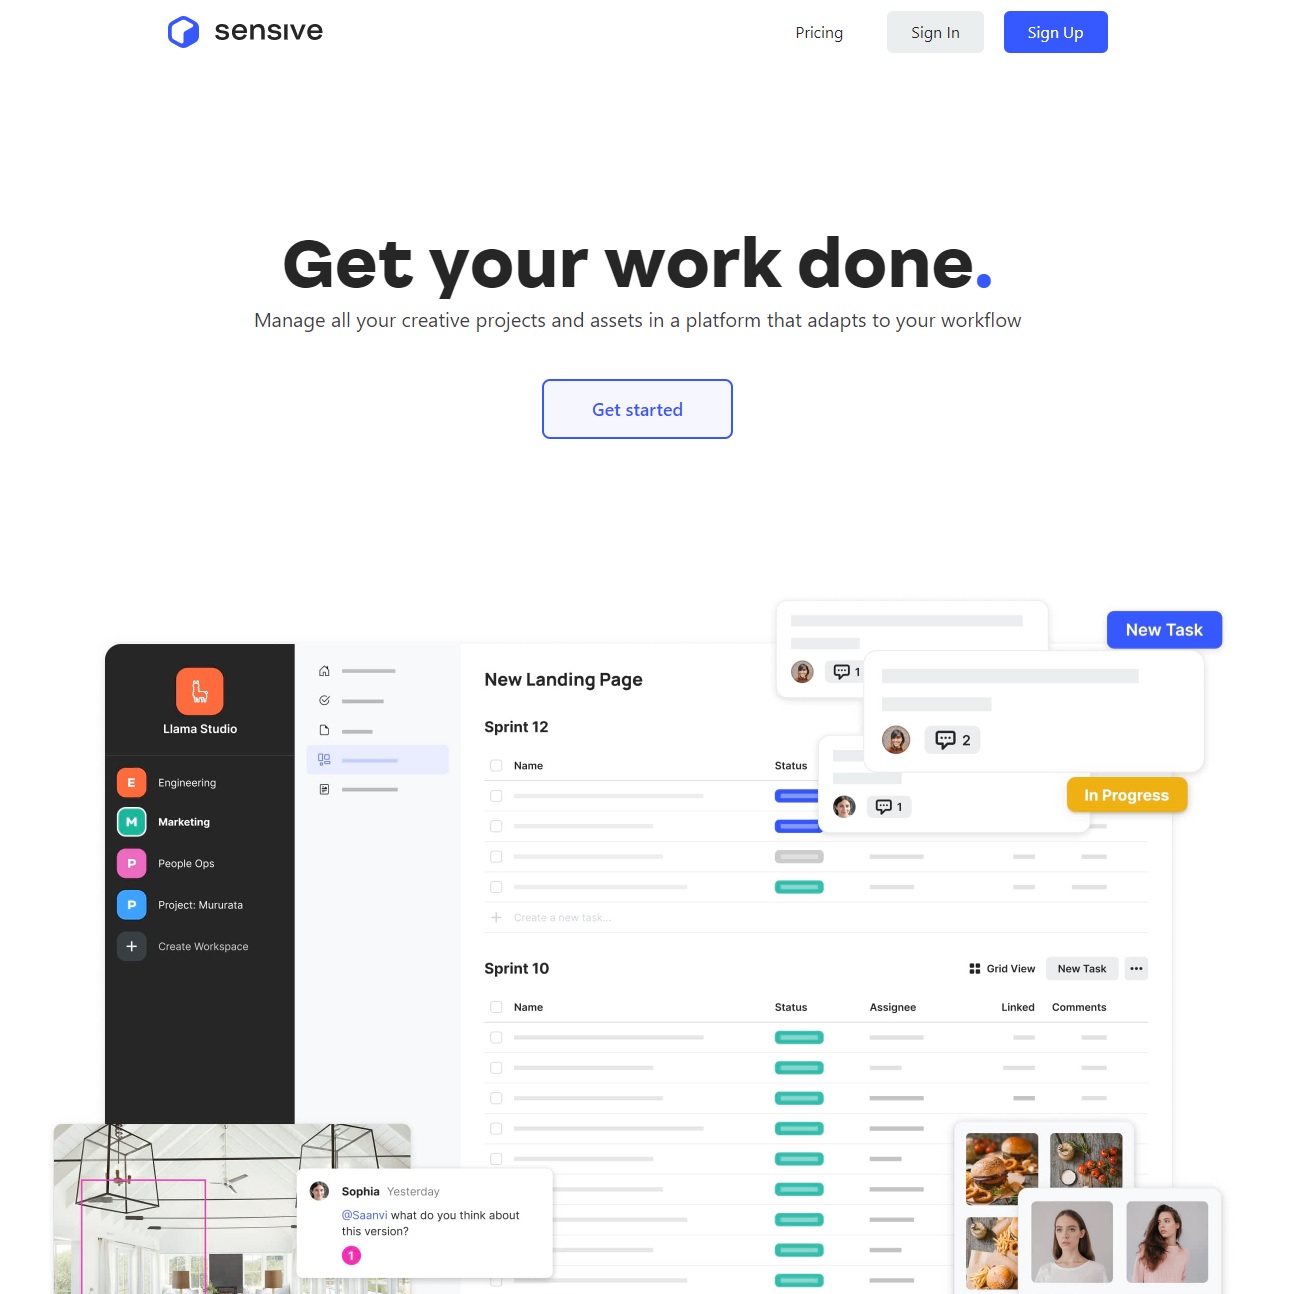 sensive
Pricing
Sign In
Sign Up
Get your work done.
Manage all your creative projects and assets in a platform that adapts to your workflow
Get started
New Task
1
2
1
In Progress
Llama Studio
E Engineering
M Marketing
P People Ops
P Project: Mururata
+ Create Workspace
New Landing Page
Sprint 12
Name
Status
+ Create a new task...
Sprint 10
Grid View
New Task
•••
Name
Status
Assignee
Linked
Comments
Sophia Yesterday
@Saanvi what do you think about
this version?
1